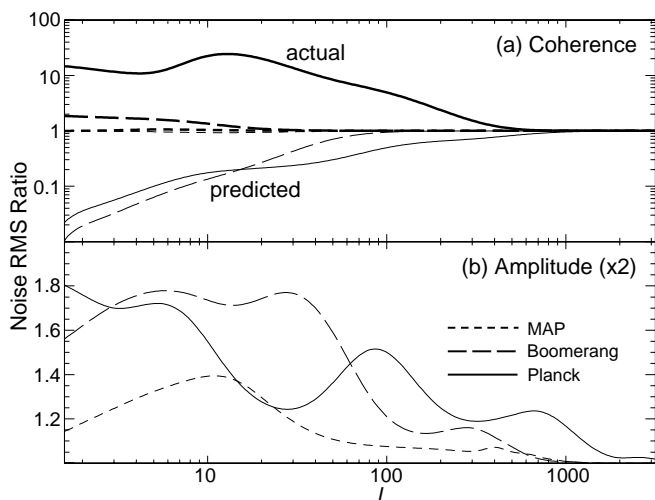 100
actual
(a) Coherence
10
1
0.1
predicted
Noise RMS Ratio
(b) Amplitude (x2)
1.8
1.6
1.4
1.2
MAP
Boomerang
Planck
10
100
1000
l